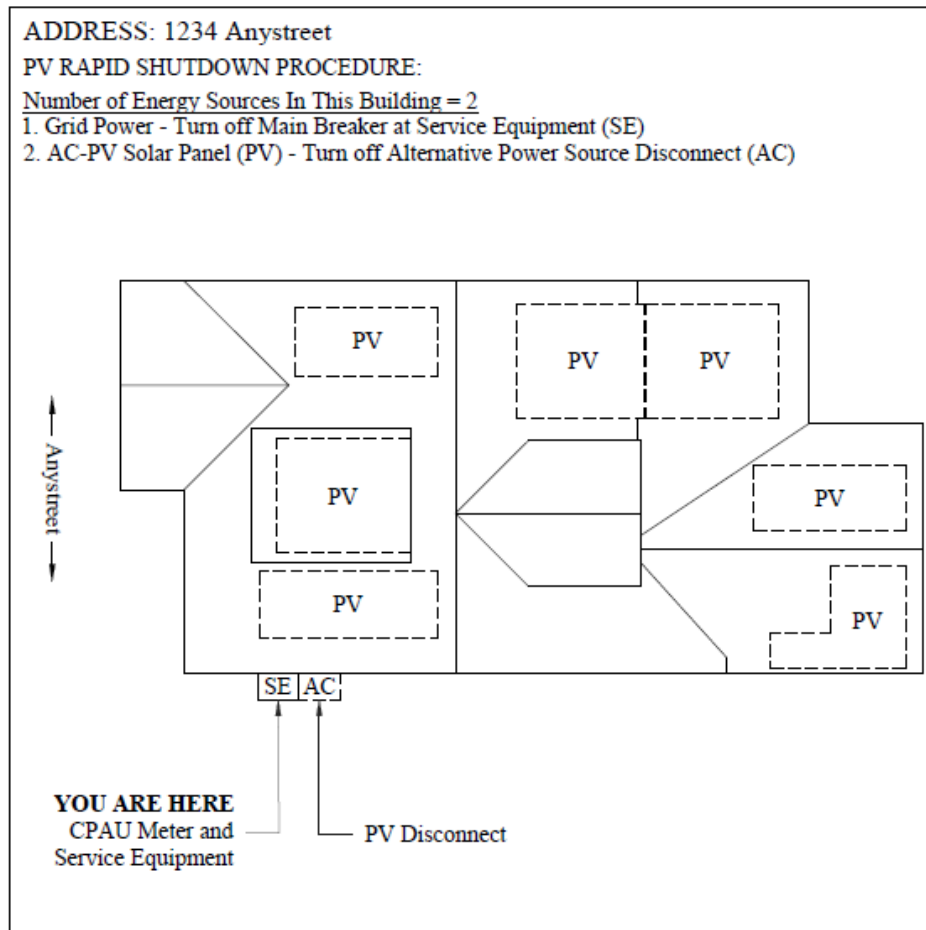 ADDRESS: 1234 Anystreet
PV RAPID SHUTDOWN PROCEDURE:
Number of Energy Sources In This Building = 2
1. Grid Power - Turn off Main Breaker at Service Equipment (SE)
2. AC-PV Solar Panel (PV) - Turn off Alternative Power Source Disconnect (AC)
PV
PV
PV
Anystreet
PV
PV
PV
PV
SE
AC
YOU ARE HERE
CPAU Meter and
Service Equipment
PV Disconnect